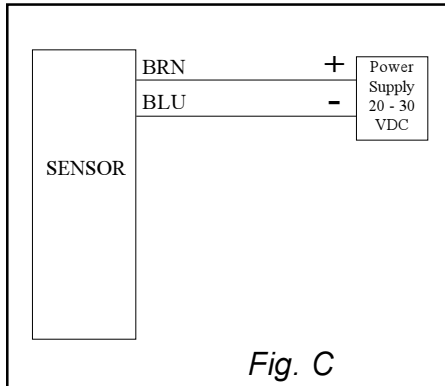 BRN
+
BLU
-
Power
Supply
20 - 30
VDC
SENSOR
Fig. C